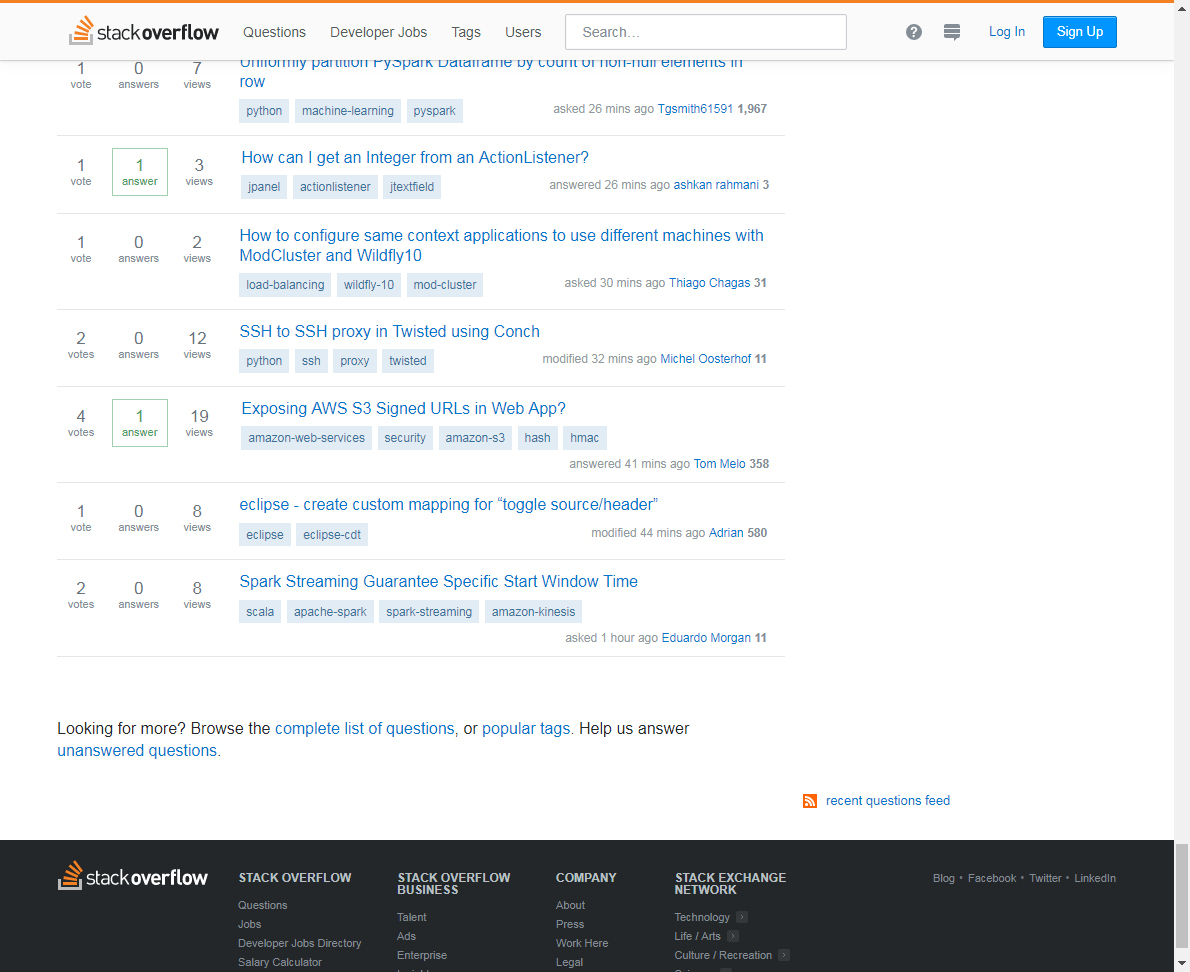 stackoverflow Questions Developer Jobs Tags Users Search... Log In Sign Up
1 0 7 Uniformly partition PySpark Dataframe by count of non-null elements in
vote answers views row
python machine-learning pyspark asked 26 mins ago Tgsmith61591 1,967
1 1 3 How can I get an Integer from an ActionListener?
vote answer views
jpanel actionlistener jtextfield answered 26 mins ago ashkan rahmani 3
1 0 2 How to configure same context applications to use different machines with
vote answers views ModCluster and Wildfly10
load-balancing wildfly-10 mod-cluster asked 30 mins ago Thiago Chagas 31
2 0 12 SSH to SSH proxy in Twisted using Conch
votes answers views
python ssh proxy twisted modified 32 mins ago Michel Oosterhof 11
4 1 19 Exposing AWS S3 Signed URLs in Web App?
votes answer views
amazon-web-services security amazon-s3 hash hmac
answered 41 mins ago Tom Melo 358
1 0 8 eclipse - create custom mapping for “toggle source/header”
vote answers views
eclipse eclipse-cdt modified 44 mins ago Adrian 580
2 0 8 Spark Streaming Guarantee Specific Start Window Time
votes answers views
scala apache-spark spark-streaming amazon-kinesis
asked 1 hour ago Eduardo Morgan 11
Looking for more? Browse the complete list of questions, or popular tags. Help us answer
unanswered questions.
recent questions feed
stackoverflow
STACK OVERFLOW
Questions
Jobs
Developer Jobs Directory
Salary Calculator
STACK OVERFLOW
BUSINESS
Talent
Ads
Enterprise
COMPANY
About
Press
Work Here
Legal
STACK EXCHANGE
NETWORK
Technology
Life / Arts
Culture / Recreation
Blog • Facebook • Twitter • LinkedIn